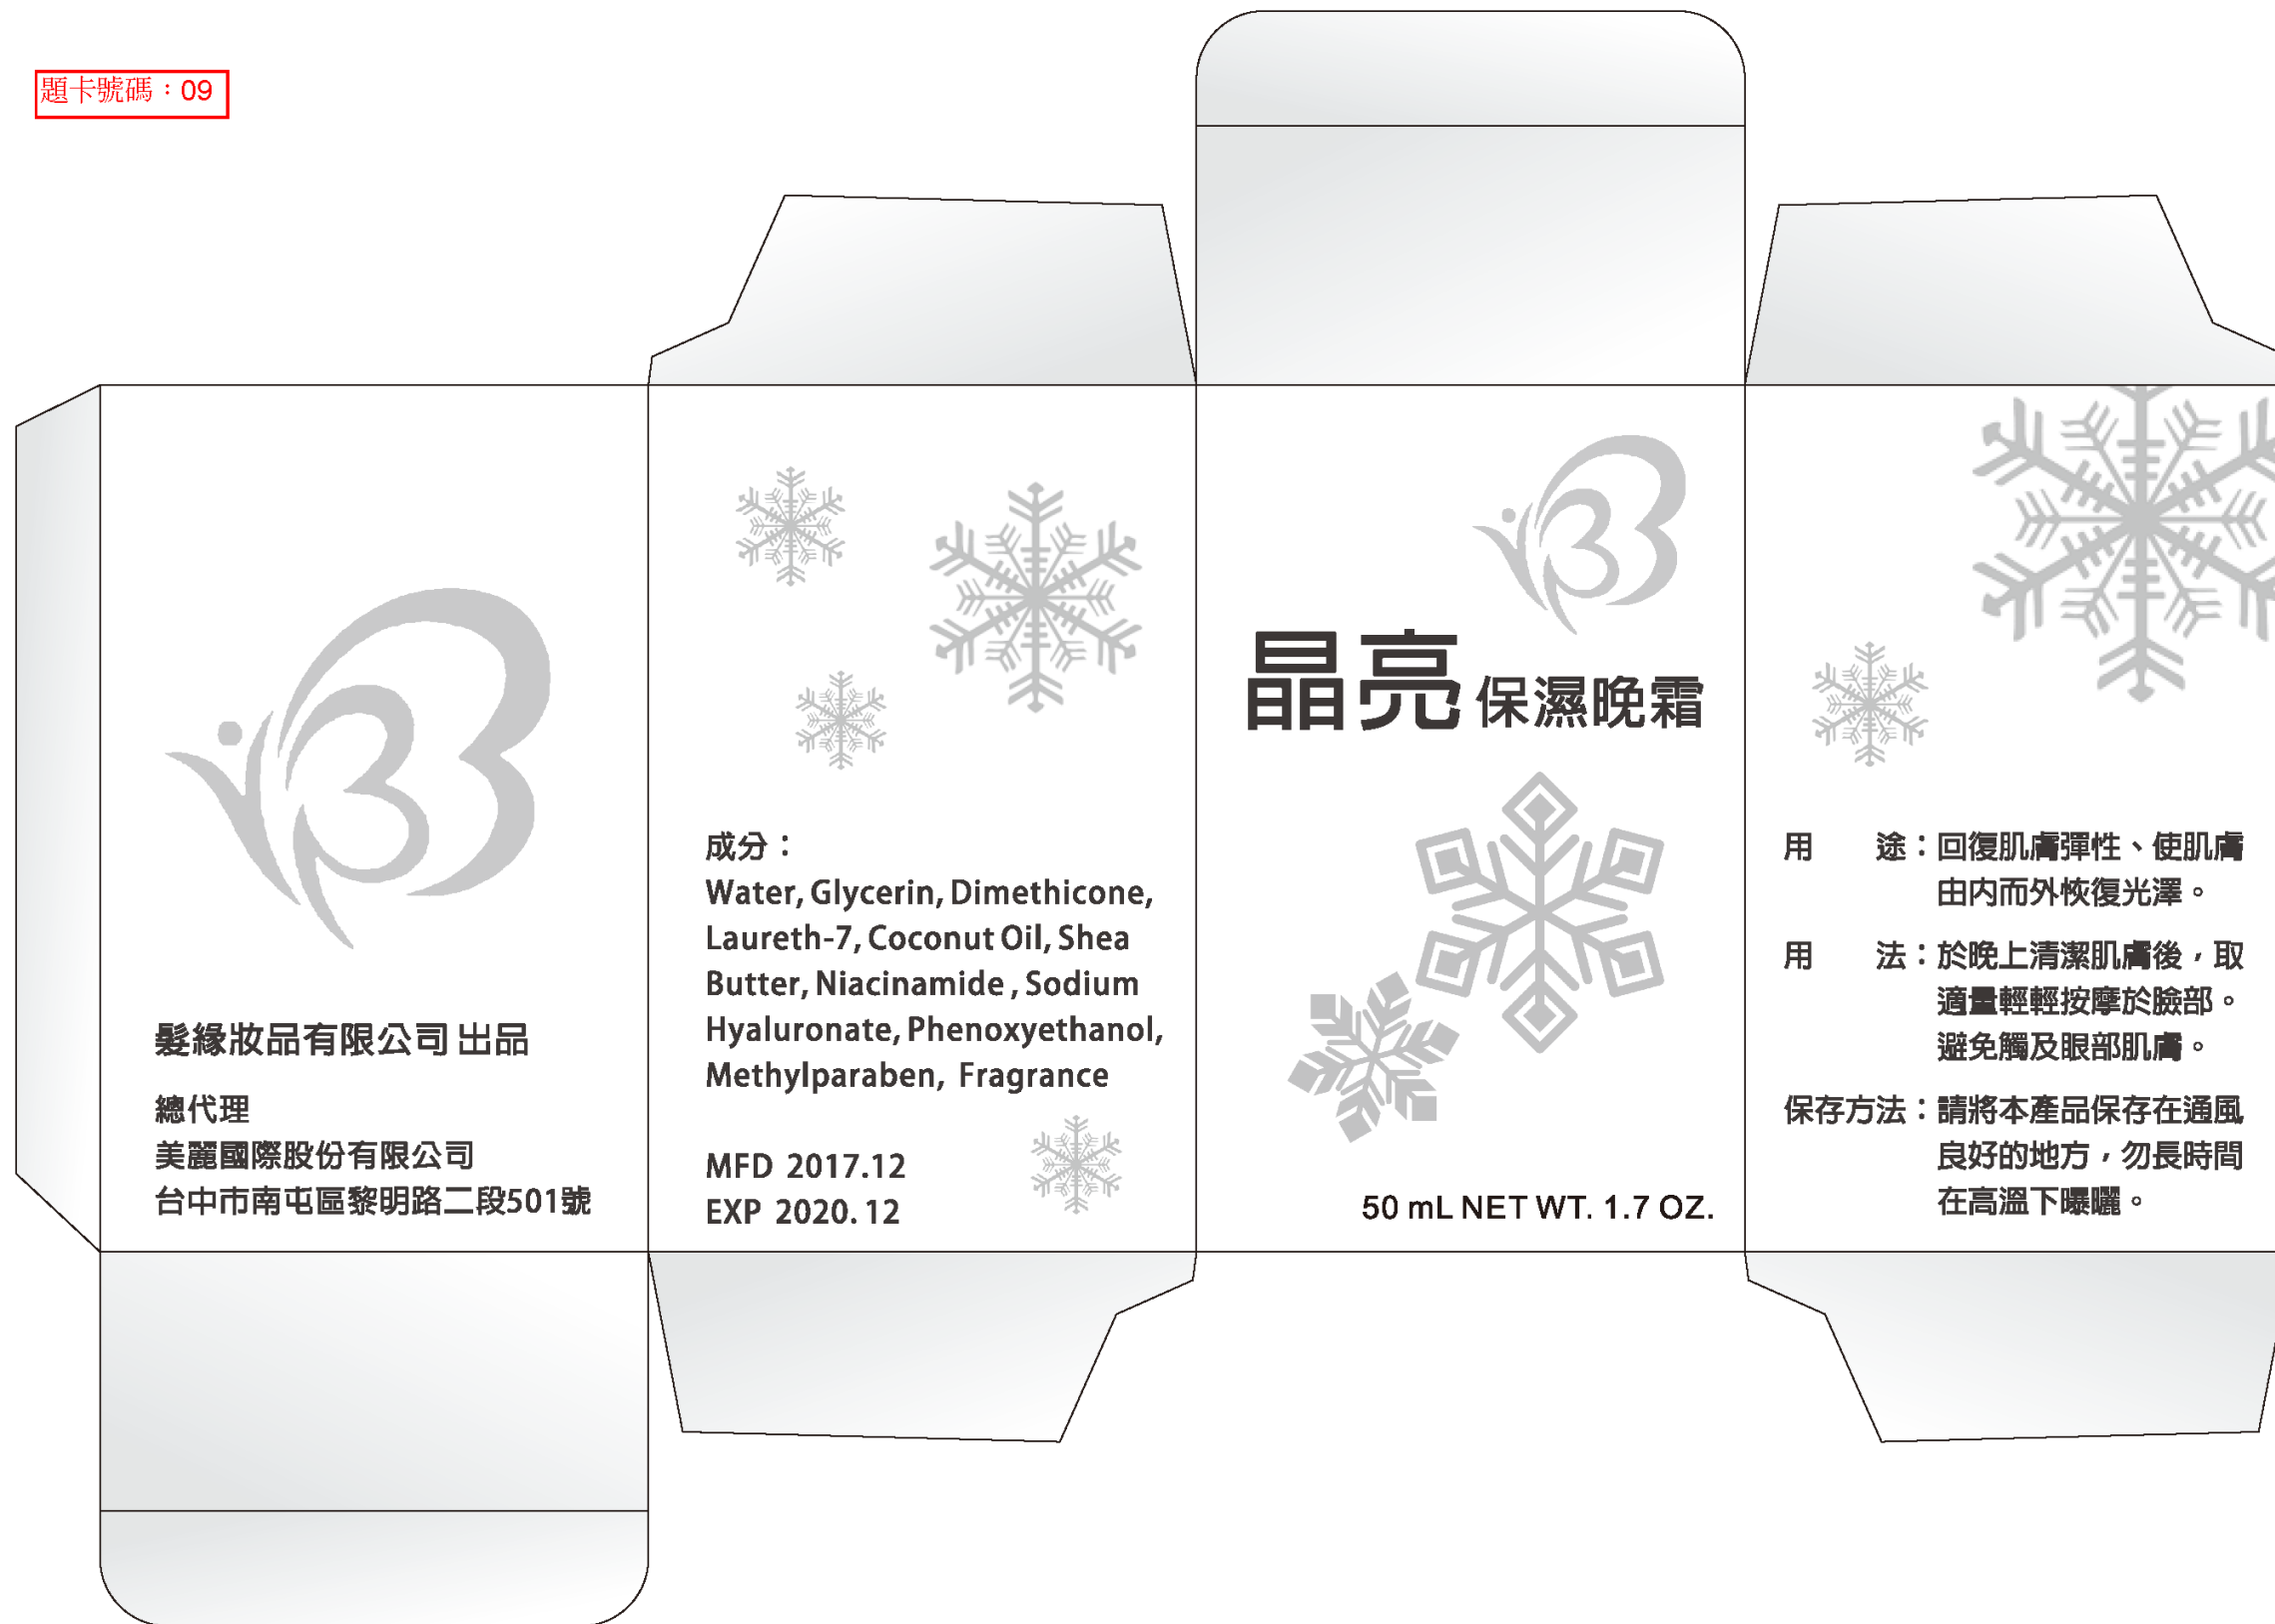 題卡號碼：09
髮緣妝品有限公司 出品
總代理
美麗國際股份有限公司
台中市南屯區黎明路二段501號
成分：
Water, Glycerin, Dimethicone,
Laureth-7, Coconut Oil, Shea
Butter, Niacinamide , Sodium
Hyaluronate, Phenoxyethanol,
Methylparaben, Fragrance
MFD 2017.12
EXP 2020. 12
晶亮 保濕晚霜
50 mL NET WT. 1.7 OZ.
用　　途：回復肌膚彈性、使肌膚
由內而外恢復光澤。
用　　法：於晚上清潔肌膚後，取
適量輕輕按摩於臉部。
避免觸及眼部肌膚。
保存方法：請將本產品保存在通風
良好的地方，勿長時間
在高溫下曝曬。